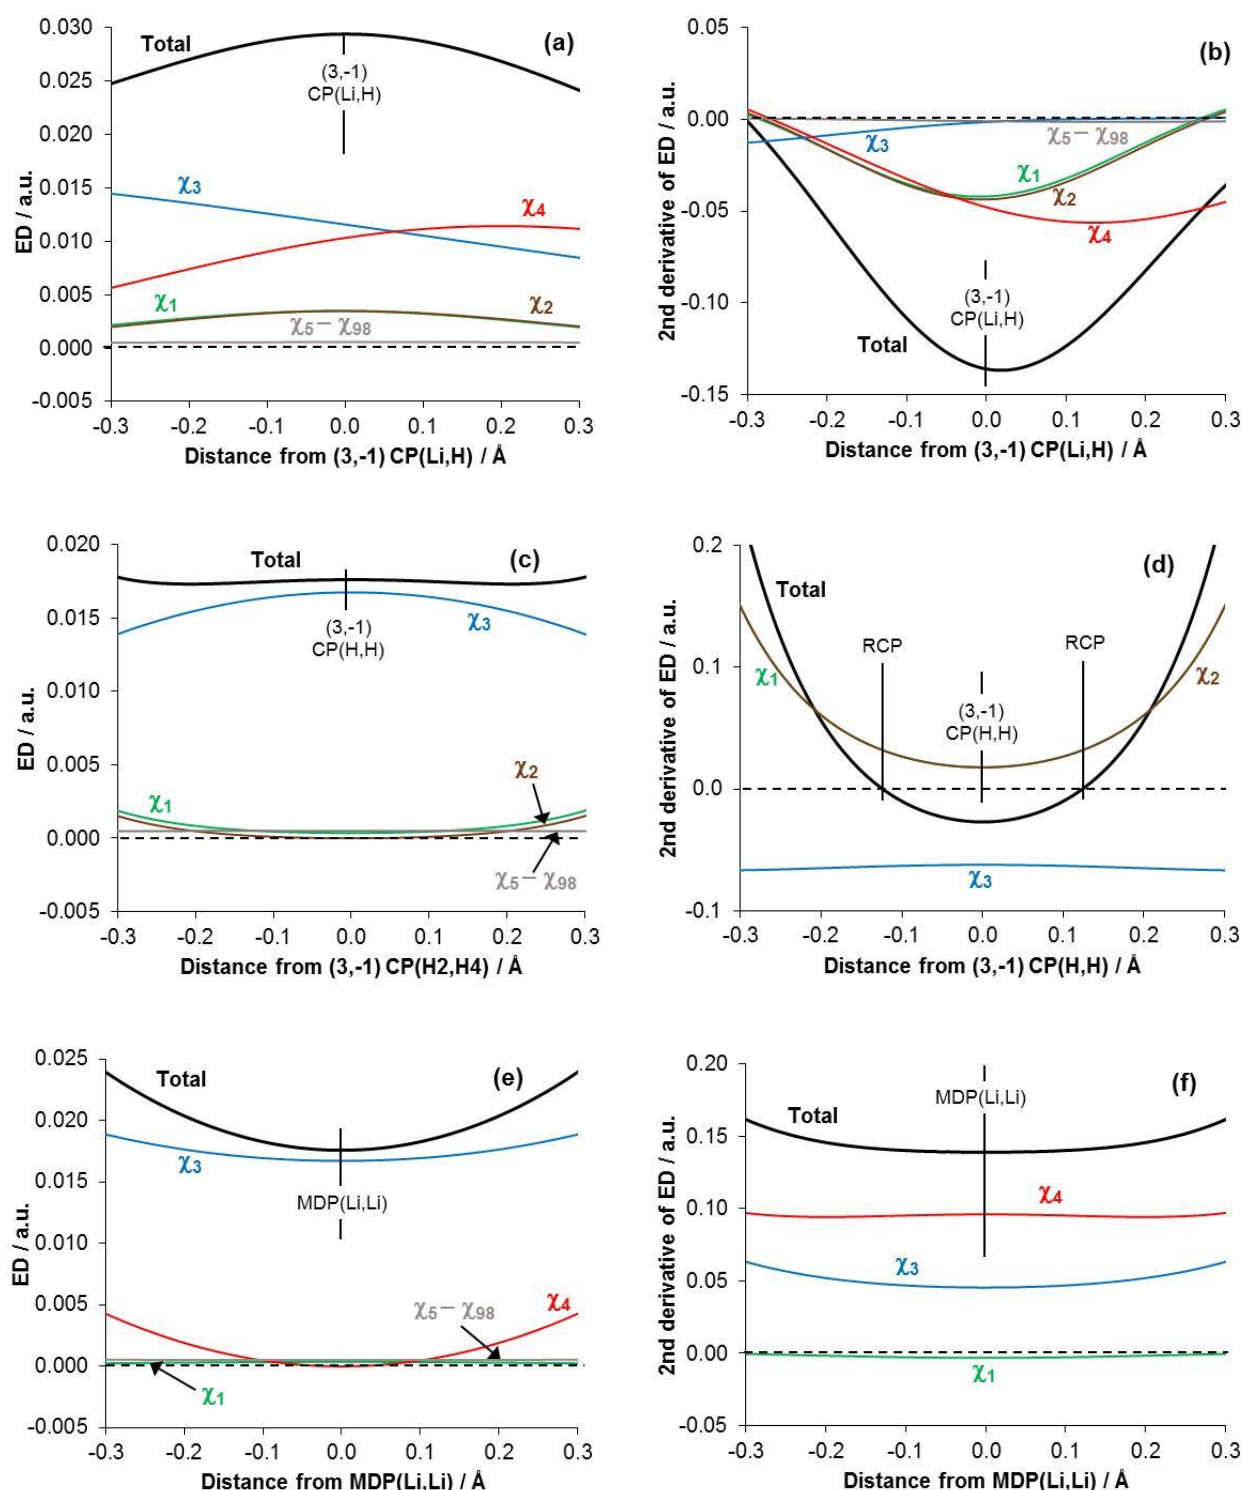 (a)
ED / a.u.
0.030
0.025
0.020
0.015
0.010
0.005
0.000
-0.005
Total
(3,-1)
CP(Li,H)
χ3
χ4
χ1
χ2
χ5 – χ98
-0.3 -0.2 -0.1 0.0 0.1 0.2 0.3
Distance from (3,-1) CP(Li,H) / Å
(b)
2nd derivative of ED / a.u.
0.05
0.00
-0.05
-0.10
-0.15
χ3
χ5 – χ98
χ1
χ2
χ4
(3,-1)
CP(Li,H)
Total
-0.3 -0.2 -0.1 0.0 0.1 0.2 0.3
Distance from (3,-1) CP(Li,H) / Å
(c)
ED / a.u.
0.020
0.015
0.010
0.005
0.000
-0.005
Total
χ3
(3,-1)
CP(H,H)
χ2
χ1
χ5 – χ98
-0.3 -0.2 -0.1 0.0 0.1 0.2 0.3
Distance from (3,-1) CP(H2,H4) / Å
(d)
2nd derivative of ED / a.u.
0.2
0.1
0.0
-0.1
Total
RCP
RCP
χ1
χ2
(3,-1)
CP(H,H)
χ3
-0.3 -0.2 -0.1 0.0 0.1 0.2 0.3
Distance from (3,-1) CP(H,H) / Å
(e)
ED / a.u.
0.025
0.020
0.015
0.010
0.005
0.000
-0.005
Total
χ3
MDP(Li,Li)
χ5 – χ98
χ4
χ1
-0.3 -0.2 -0.1 0.0 0.1 0.2 0.3
Distance from MDP(Li,Li) / Å
(f)
2nd derivative of ED / a.u.
0.20
0.15
0.10
0.05
0.00
-0.05
MDP(Li,Li)
Total
χ4
χ3
χ1
-0.3 -0.2 -0.1 0.0 0.1 0.2 0.3
Distance from MDP(Li,Li) / Å